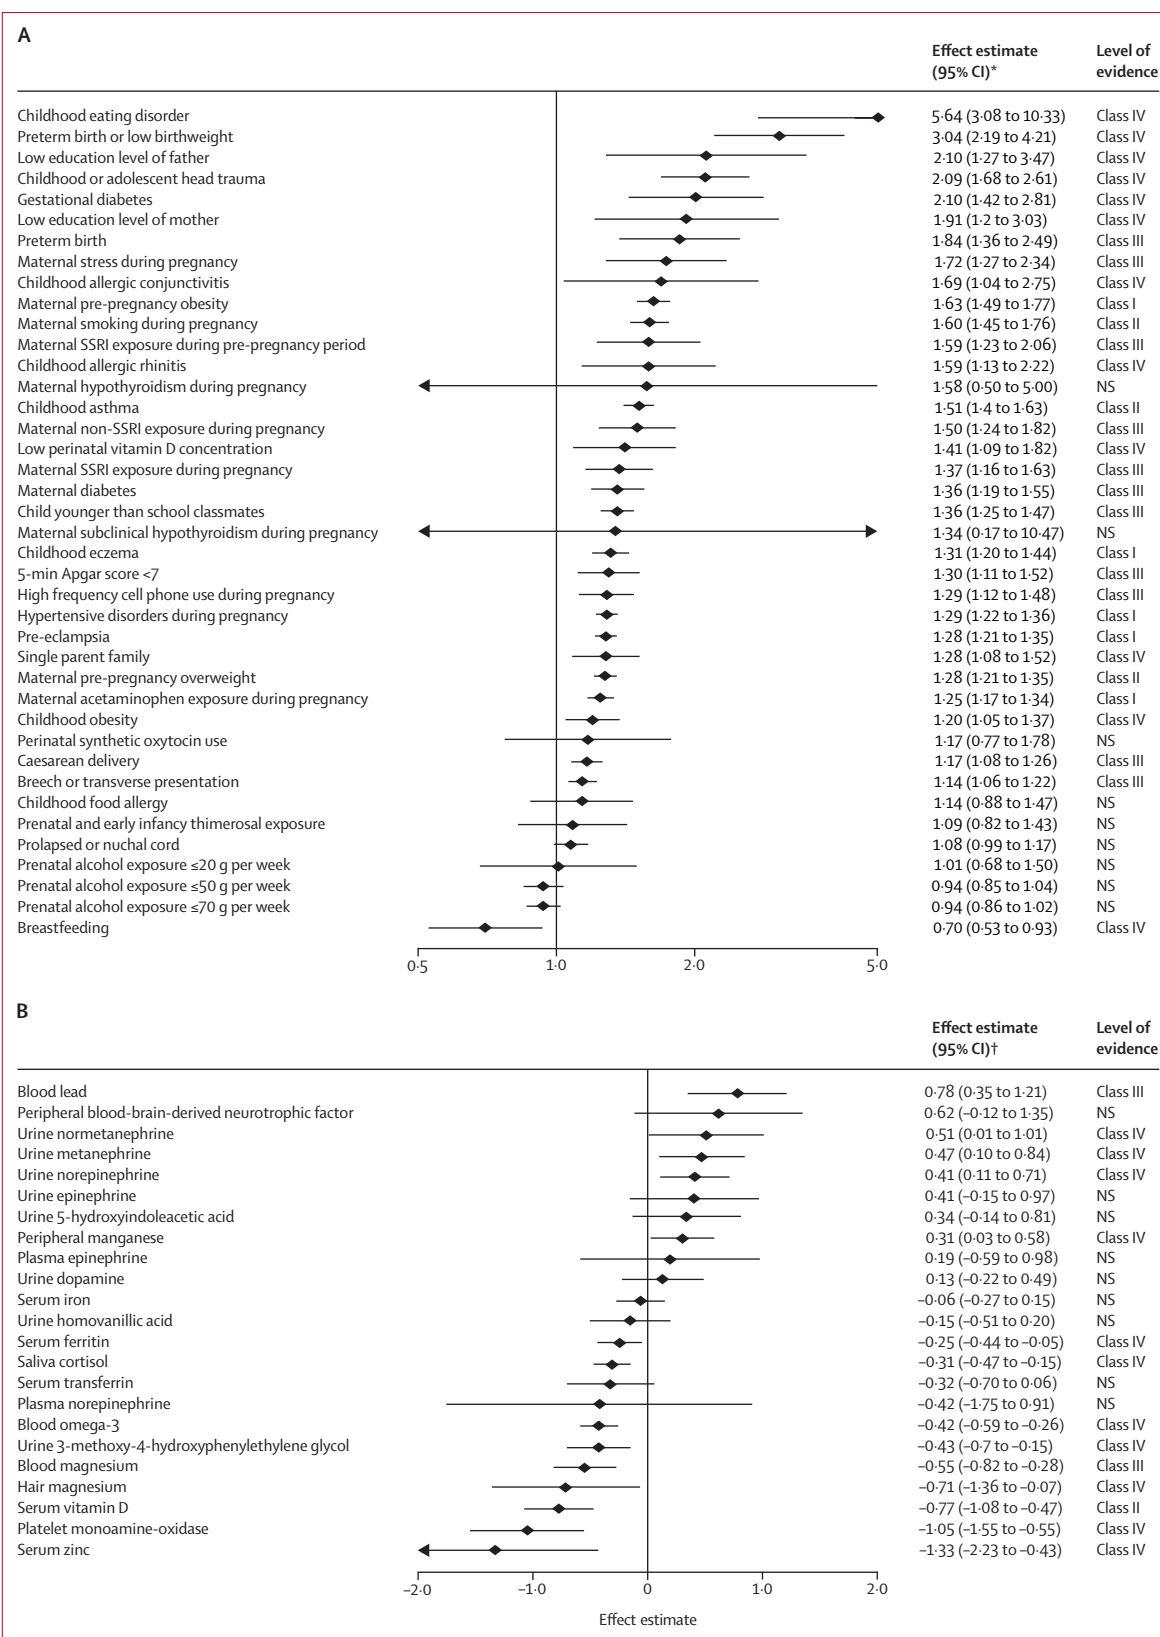 A
Effect estimate Level of
(95% CI)* evidence
Childhood eating disorder 5·64 (3·08 to 10·33) Class IV
Preterm birth or low birthweight 3·04 (2·19 to 4·21) Class IV
Low education level of father 2·10 (1·27 to 3·47) Class IV
Childhood or adolescent head trauma 2·09 (1·68 to 2·61) Class IV
Gestational diabetes 2·10 (1·42 to 2·81) Class IV
Low education level of mother 1·91 (1·2 to 3·03) Class IV
Preterm birth 1·84 (1·36 to 2·49) Class III
Maternal stress during pregnancy 1·72 (1·27 to 2·34) Class III
Childhood allergic conjunctivitis 1·69 (1·04 to 2·75) Class IV
Maternal pre-pregnancy obesity 1·63 (1·49 to 1·77) Class I
Maternal smoking during pregnancy 1·60 (1·45 to 1·76) Class II
Maternal SSRI exposure during pre-pregnancy period 1·59 (1·23 to 2·06) Class III
Childhood allergic rhinitis 1·59 (1·13 to 2·22) Class IV
Maternal hypothyroidism during pregnancy 1·58 (0·50 to 5·00) NS
Childhood asthma 1·51 (1·4 to 1·63) Class II
Maternal non-SSRI exposure during pregnancy 1·50 (1·24 to 1·82) Class III
Low perinatal vitamin D concentration 1·41 (1·09 to 1·82) Class IV
Maternal SSRI exposure during pregnancy 1·37 (1·16 to 1·63) Class III
Maternal diabetes 1·36 (1·19 to 1·55) Class III
Child younger than school classmates 1·36 (1·25 to 1·47) Class III
Maternal subclinical hypothyroidism during pregnancy 1·34 (0·17 to 10·47) NS
Childhood eczema 1·31 (1·20 to 1·44) Class I
5-min Apgar score <7 1·30 (1·11 to 1·52) Class III
High frequency cell phone use during pregnancy 1·29 (1·12 to 1·48) Class III
Hypertensive disorders during pregnancy 1·29 (1·22 to 1·36) Class I
Pre-eclampsia 1·28 (1·21 to 1·35) Class I
Single parent family 1·28 (1·08 to 1·52) Class IV
Maternal pre-pregnancy overweight 1·28 (1·21 to 1·35) Class II
Maternal acetaminophen exposure during pregnancy 1·25 (1·17 to 1·34) Class I
Childhood obesity 1·20 (1·05 to 1·37) Class IV
Perinatal synthetic oxytocin use 1·17 (0·77 to 1·78) NS
Caesarean delivery 1·17 (1·08 to 1·26) Class III
Breech or transverse presentation 1·14 (1·06 to 1·22) Class III
Childhood food allergy 1·14 (0·88 to 1·47) NS
Prenatal and early infancy thimerosal exposure 1·09 (0·82 to 1·43) NS
Prolapsed or nuchal cord 1·08 (0·99 to 1·17) NS
Prenatal alcohol exposure ≤20 g per week 1·01 (0·68 to 1·50) NS
Prenatal alcohol exposure ≤50 g per week 0·94 (0·85 to 1·04) NS
Prenatal alcohol exposure ≤70 g per week 0·94 (0·86 to 1·02) NS
Breastfeeding 0·70 (0·53 to 0·93) Class IV
0·5 1·0 2·0 5·0
B
Effect estimate Level of
(95% CI)† evidence
Blood lead 0·78 (0·35 to 1·21) Class III
Peripheral blood-brain-derived neurotrophic factor 0·62 (–0·12 to 1·35) NS
Urine normetanephrine 0·51 (0·01 to 1·01) Class IV
Urine metanephrine 0·47 (0·10 to 0·84) Class IV
Urine norepinephrine 0·41 (0·11 to 0·71) Class IV
Urine epinephrine 0·41 (–0·15 to 0·97) NS
Urine 5-hydroxyindoleacetic acid 0·34 (–0·14 to 0·81) NS
Peripheral manganese 0·31 (0·03 to 0·58) Class IV
Plasma epinephrine 0·19 (–0·59 to 0·98) NS
Urine dopamine 0·13 (–0·22 to 0·49) NS
Serum iron –0·06 (–0·27 to 0·15) NS
Urine homovanillic acid –0·15 (–0·51 to 0·20) NS
Serum ferritin –0·25 (–0·44 to –0·05) Class IV
Saliva cortisol –0·31 (–0·47 to –0·15) Class IV
Serum transferrin –0·32 (–0·70 to 0·06) NS
Plasma norepinephrine –0·42 (–1·75 to 0·91) NS
Blood omega-3 –0·42 (–0·59 to –0·26) Class IV
Urine 3-methoxy-4-hydroxyphenylethylene glycol –0·43 (–0·7 to –0·15) Class IV
Blood magnesium –0·55 (–0·82 to –0·28) Class III
Hair magnesium –0·71 (–1·36 to –0·07) Class IV
Serum vitamin D –0·77 (–1·08 to –0·47) Class II
Platelet monoamine-oxidase –1·05 (–1·55 to –0·55) Class IV
Serum zinc –1·33 (–2·23 to –0·43) Class IV
–2·0 –1·0 0 1·0 2·0
Effect estimate